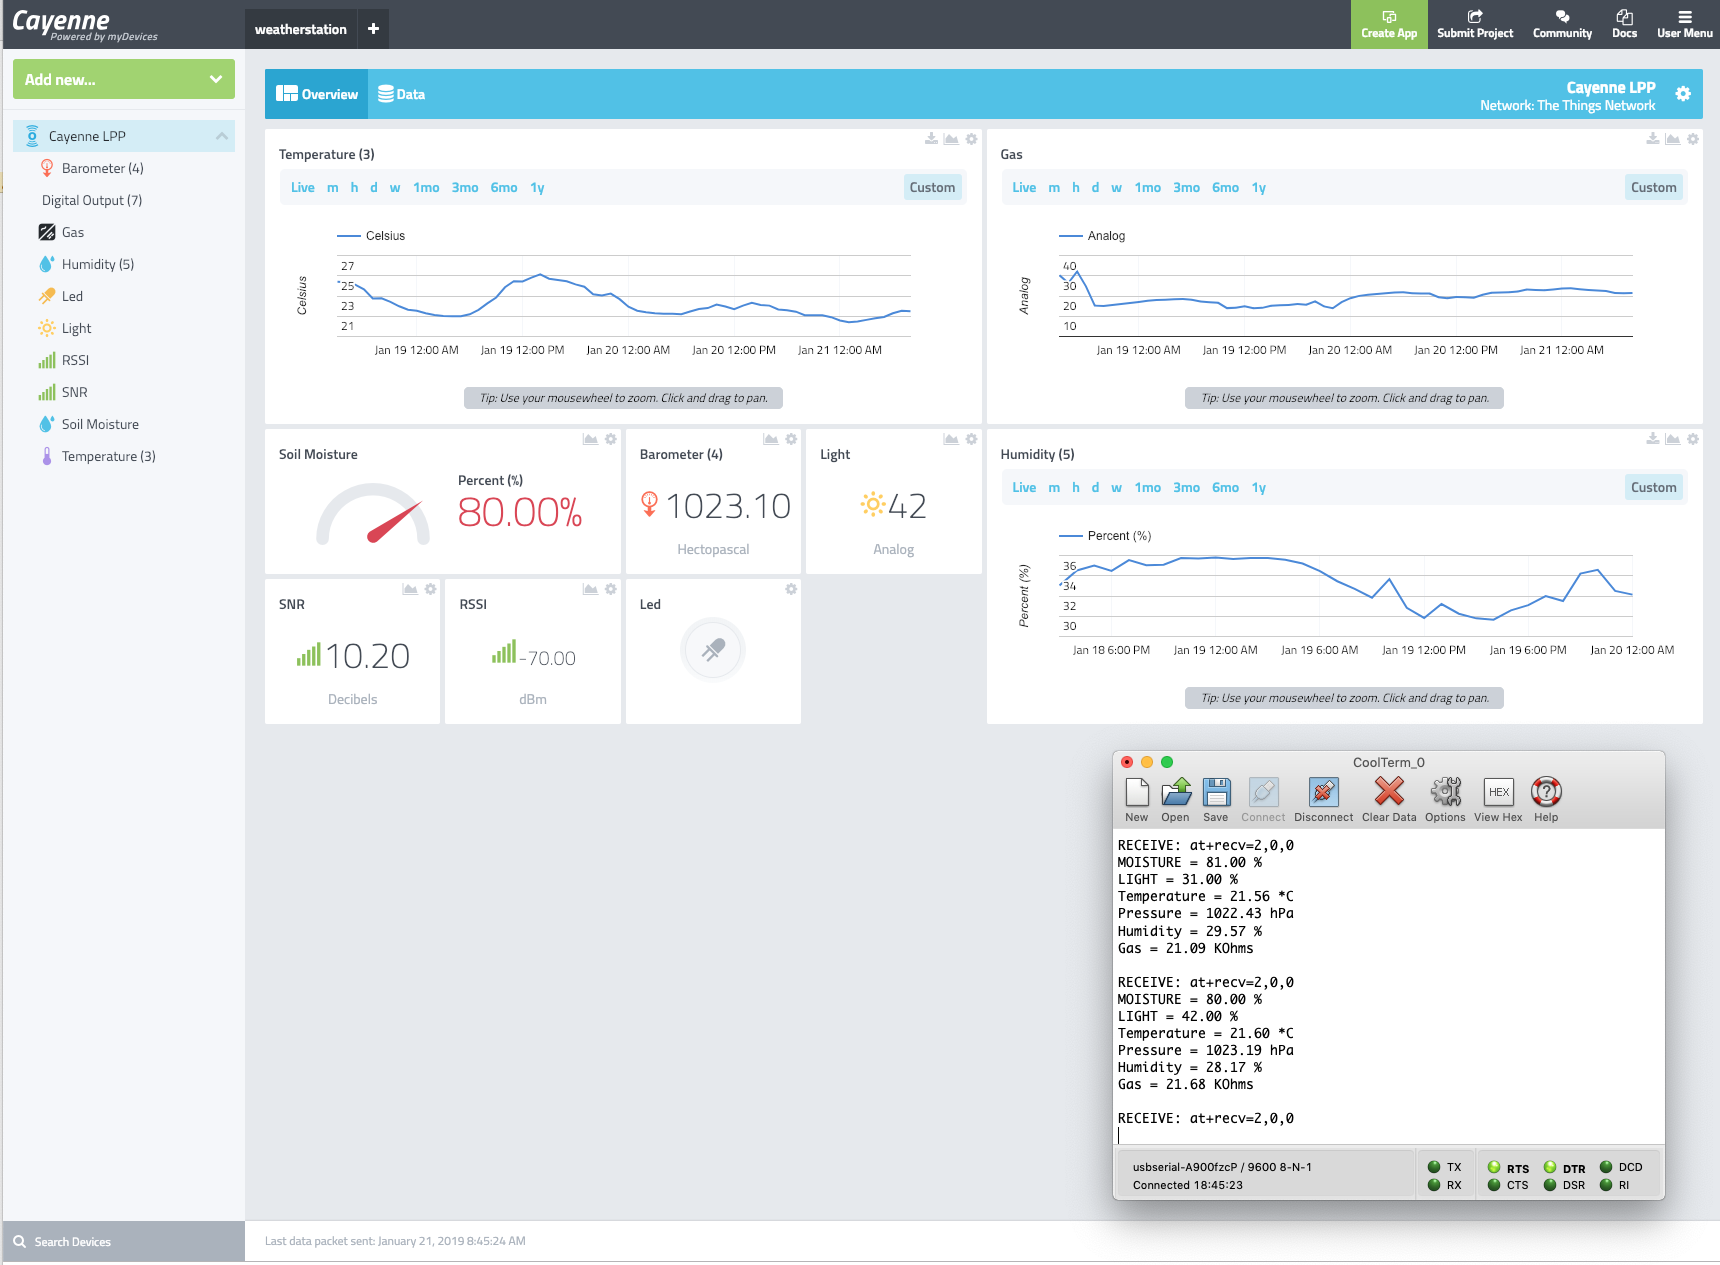 Cayenne
Powered by myDevices
weatherstation +
Create App
Submit Project
Community
Docs
User Menu
Add new...
Cayenne LPP
Barometer (4)
Digital Output (7)
Gas
Humidity (5)
Led
Light
RSSI
SNR
Soil Moisture
Temperature (3)
Overview
Data
Cayenne LPP
Network: The Things Network
Temperature (3)
Live m h d w 1mo 3mo 6mo 1y Custom
Celsius
Celsius
27
25
23
21
Jan 19 12:00 AM Jan 19 12:00 PM Jan 20 12:00 AM Jan 20 12:00 PM Jan 21 12:00 AM
Tip: Use your mousewheel to zoom. Click and drag to pan.
Gas
Live m h d w 1mo 3mo 6mo 1y Custom
Analog
Analog
40
30
20
10
Jan 19 12:00 AM Jan 19 12:00 PM Jan 20 12:00 AM Jan 20 12:00 PM Jan 21 12:00 AM
Tip: Use your mousewheel to zoom. Click and drag to pan.
Soil Moisture
Percent (%)
80.00%
Barometer (4)
1023.10
Hectopascal
Light
42
Analog
Humidity (5)
Live m h d w 1mo 3mo 6mo 1y Custom
Percent (%)
Percent (%)
36
34
32
30
Jan 18 6:00 PM Jan 19 12:00 AM Jan 19 6:00 AM Jan 19 12:00 PM Jan 19 6:00 PM Jan 20 12:00 AM
Tip: Use your mousewheel to zoom. Click and drag to pan.
SNR
10.20
Decibels
RSSI
-70.00
dBm
Led
CoolTerm_0
HEX
?
New Open Save Connect Disconnect Clear Data Options View Hex Help
RECEIVE: at+recv=2,0,0
MOISTURE = 81.00 %
LIGHT = 31.00 %
Temperature = 21.56 *C
Pressure = 1022.43 hPa
Humidity = 29.57 %
Gas = 21.09 KOhms
RECEIVE: at+recv=2,0,0
MOISTURE = 80.00 %
LIGHT = 42.00 %
Temperature = 21.60 *C
Pressure = 1023.19 hPa
Humidity = 28.17 %
Gas = 21.68 KOhms
RECEIVE: at+recv=2,0,0
usbserial-A900fzcP / 9600 8-N-1
Connected 18:45:23
TX RTS DTR DCD
RX CTS DSR RI
Search Devices
Last data packet sent: January 21, 2019 8:45:24 AM